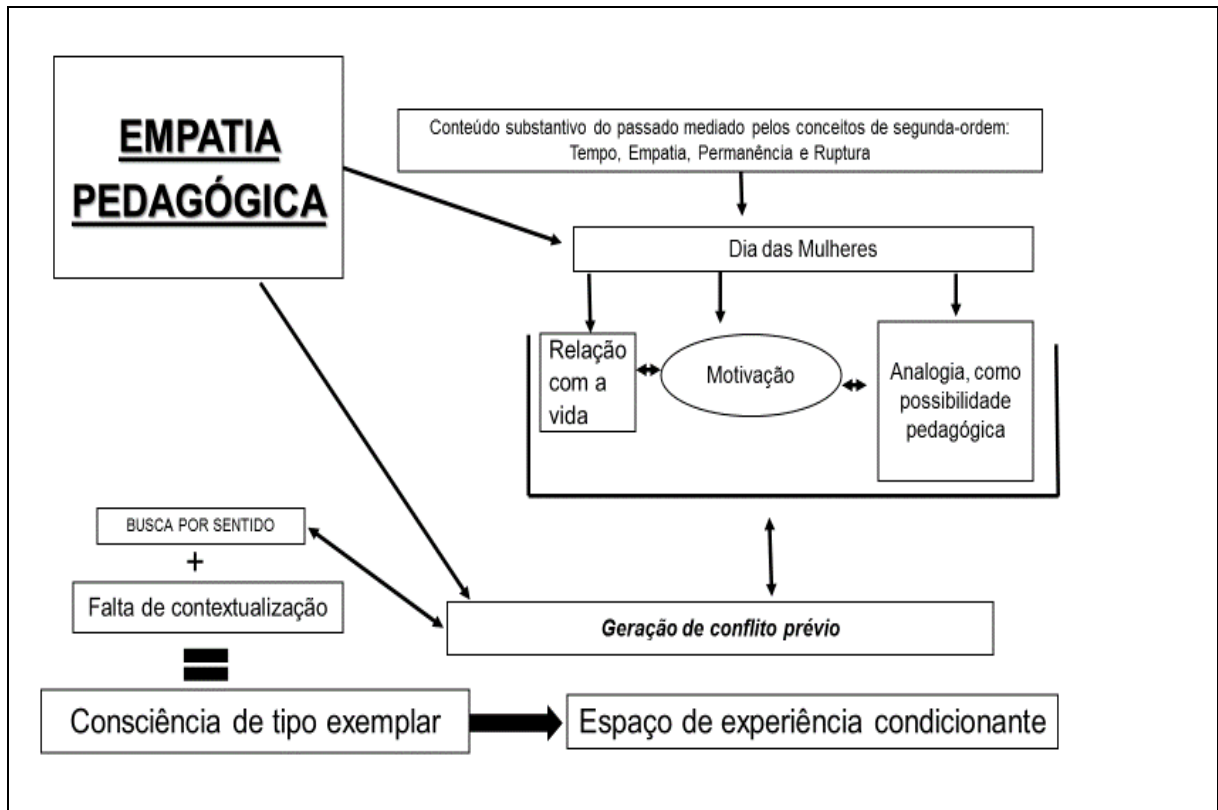 EMPATIA
PEDAGÓGICA
Conteúdo substantivo do passado mediado pelos conceitos de segunda-ordem:
Tempo, Empatia, Permanência e Ruptura
Dia das Mulheres
Relação
com a
vida
Motivação
Analogia, como
possibilidade
pedagógica
BUSCA POR SENTIDO
+
Falta de contextualização
=
Geração de conflito prévio
Consciência de tipo exemplar
Espaço de experiência condicionante